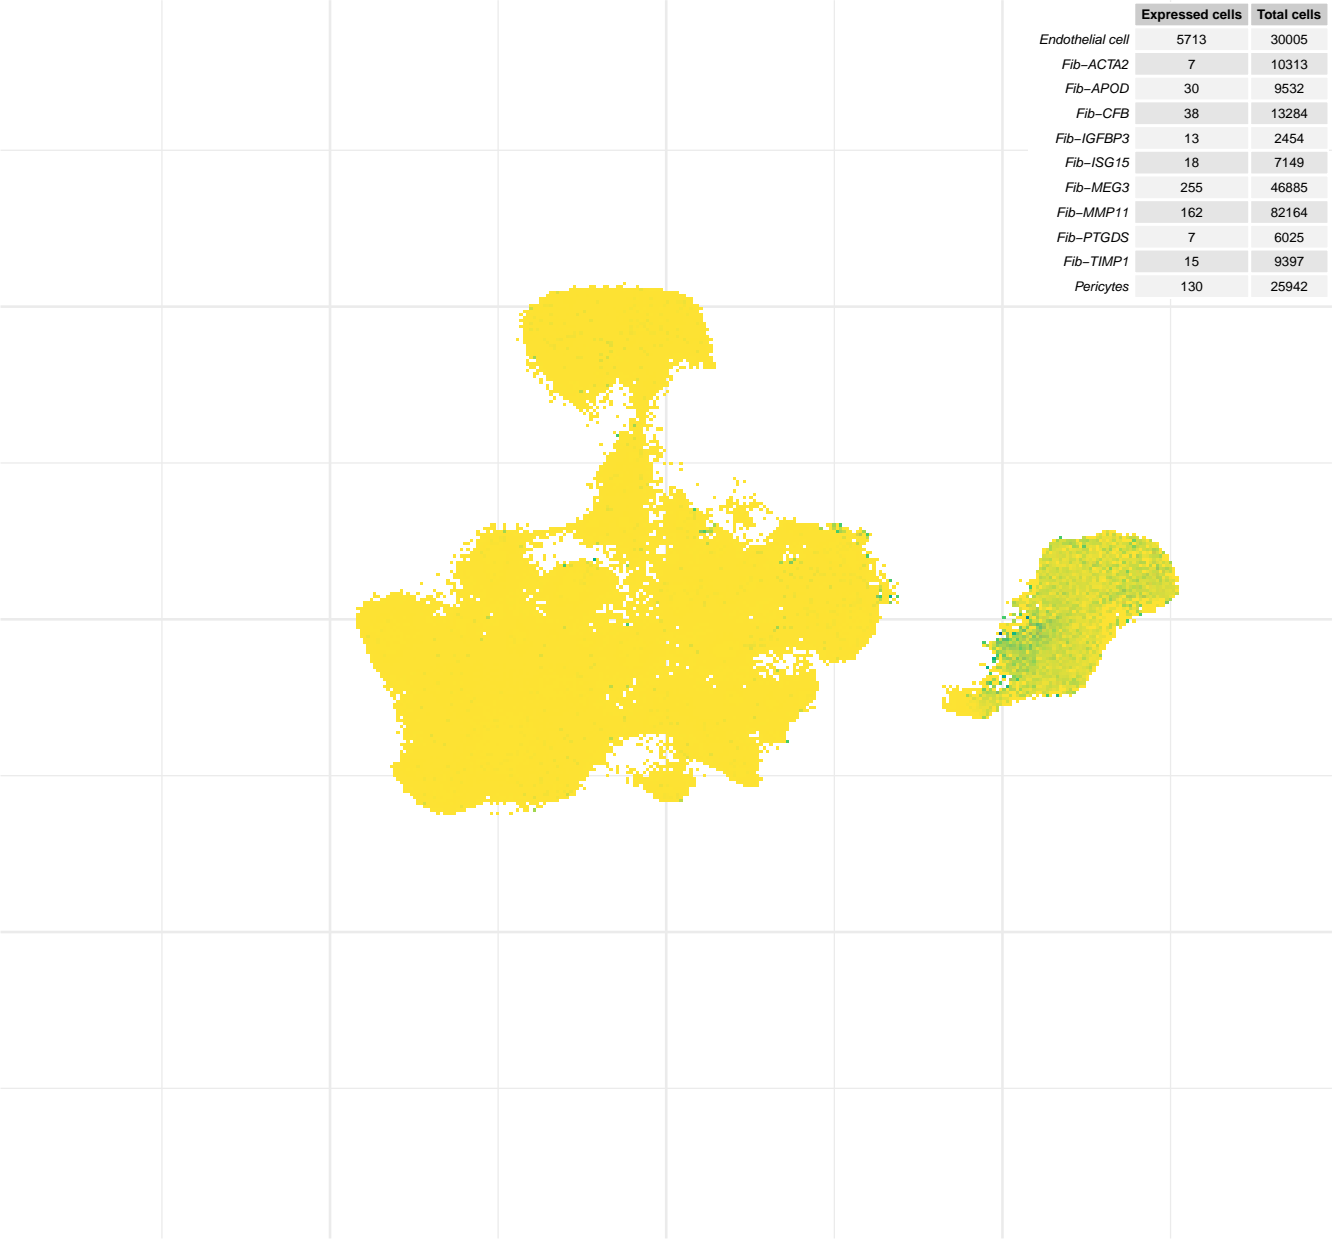 Expressed cells Total cells
Endothelial cell 5713 30005
Fib−ACTA2 7 10313
Fib−APOD 30 9532
Fib−CFB 38 13284
Fib−IGFBP3 13 2454
Fib−ISG15 18 7149
Fib−MEG3 255 46885
Fib−MMP11 162 82164
Fib−PTGDS 7 6025
Fib−TIMP1 15 9397
Pericytes 130 25942